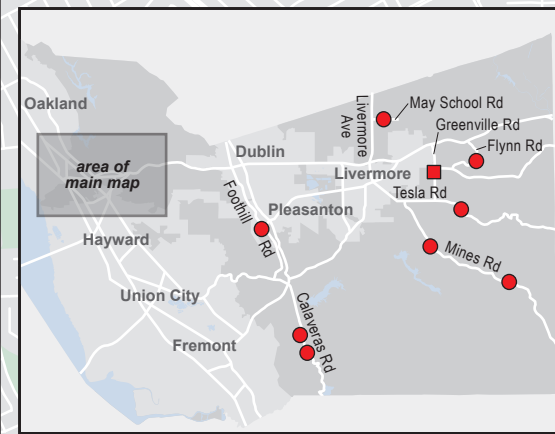 Oakland
area of
main map
Hayward
Union City
Fremont
Dublin
Foothill
Rd
Pleasanton
Calaveras Rd
Livermore
Ave
May School Rd
Greenville Rd
Flynn Rd
Livermore
Tesla Rd
Mines Rd